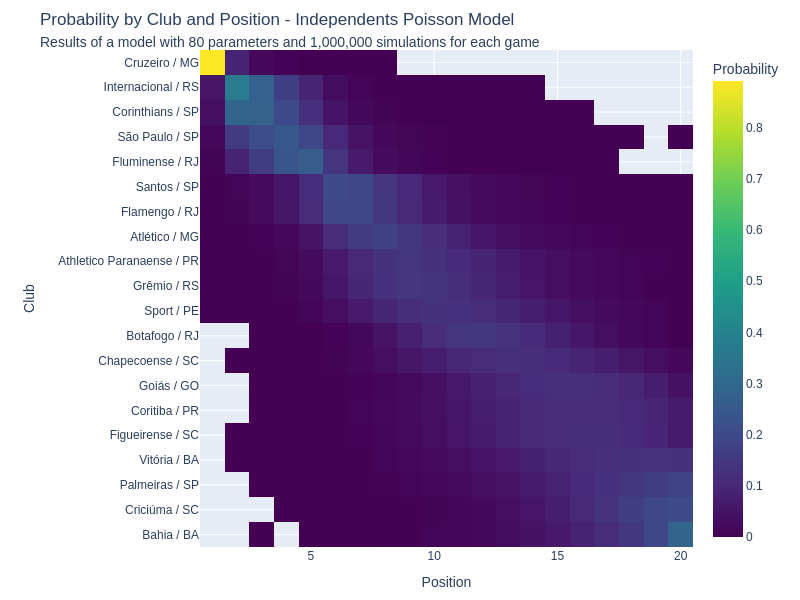 Probability by Club and Position - Independents Poisson Model
Results of a model with 80 parameters and 1,000,000 simulations for each game
Probability
0.8
0.7
0.6
0.5
0.4
0.3
0.2
0.1
0
Club
Cruzeiro / MG
Internacional / RS
Corinthians / SP
São Paulo / SP
Fluminense / RJ
Santos / SP
Flamengo / RJ
Atlético / MG
Athletico Paranaense / PR
Grêmio / RS
Sport / PE
Botafogo / RJ
Chapecoense / SC
Goiás / GO
Coritiba / PR
Figueirense / SC
Vitória / BA
Palmeiras / SP
Criciúma / SC
Bahia / BA
5 10 15 20
Position